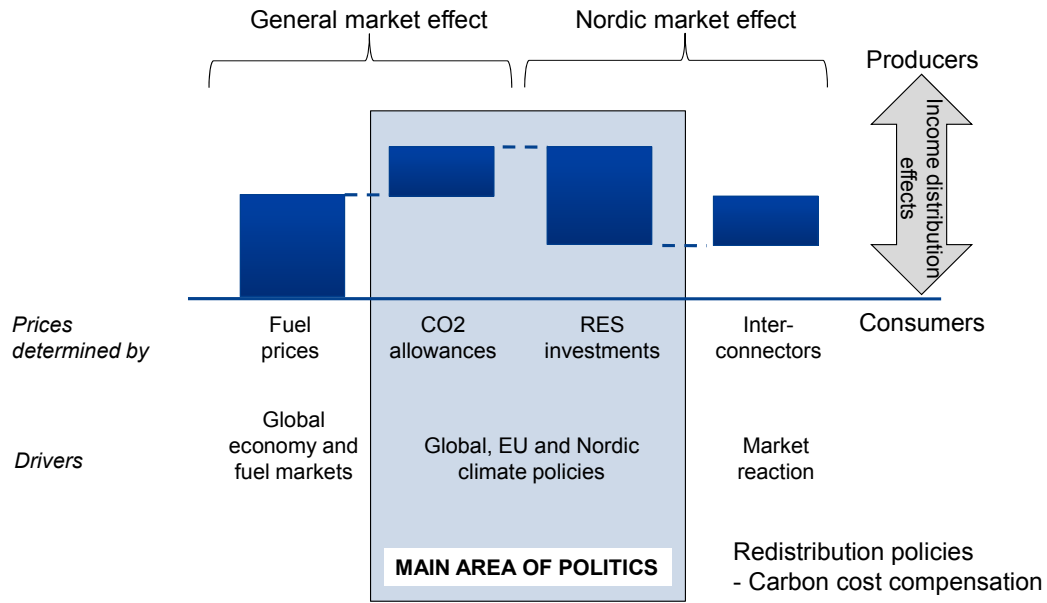 General market effect
Nordic market effect
Producers
Income distribution
effects
Consumers
Prices
determined by
Fuel
prices
CO2
allowances
RES
investments
Inter-
connectors
Drivers
Global
economy and
fuel markets
Global, EU and Nordic
climate policies
Market
reaction
MAIN AREA OF POLITICS
Redistribution policies
- Carbon cost compensation